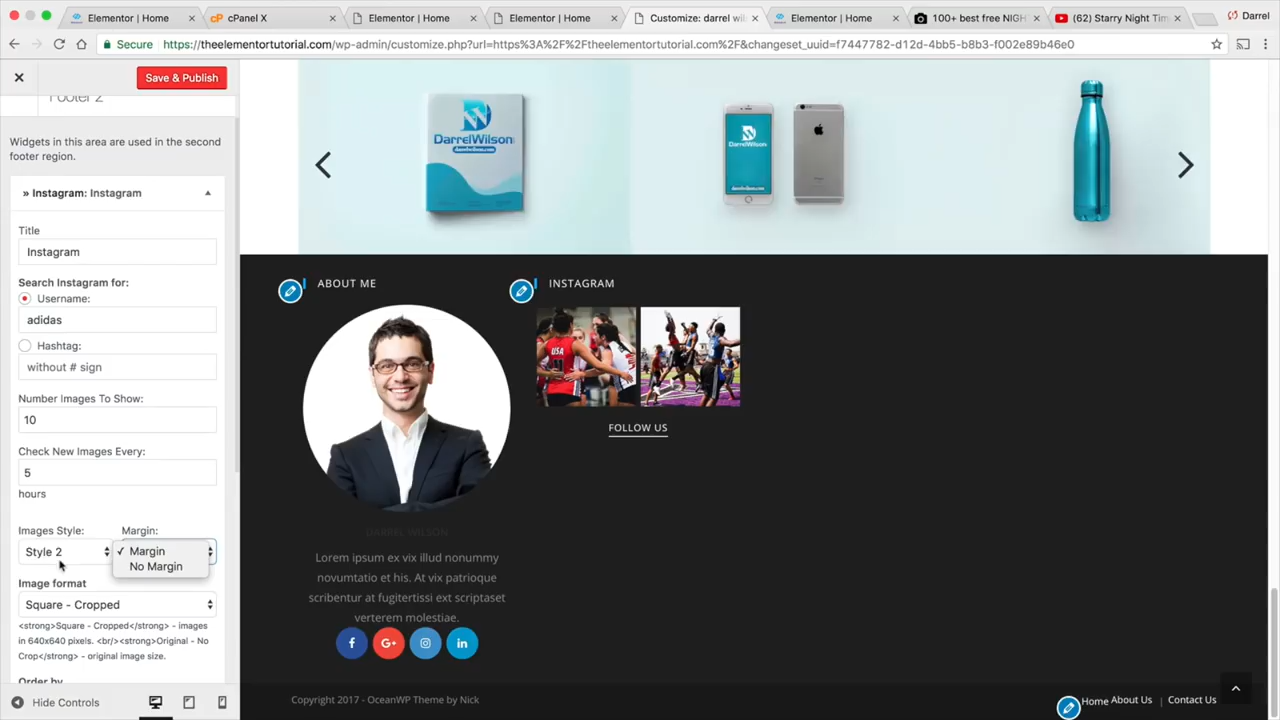 Elementor | Home
cPanel X
Elementor | Home
Elementor | Home
Customize: darrel wil
Elementor | Home
100+ best free NIGH
(62) Starry Night Tim
Darrel
Secure
https://theelementortutorial.com/wp-admin/customize.php?url=https%3A%2F%2Ftheelementortutorial.com%2F&changeset_uuid=f7447782-d12d-4bb5-b8b3-f002e89b46e0
Save & Publish
Footer 2
Widgets in this area are used in the second
footer region.
» Instagram: Instagram
Title
Instagram
Search Instagram for:
Username:
adidas
Hashtag:
without # sign
Number Images To Show:
10
Check New Images Every:
5
hours
Images Style:
Margin:
Style 2
✓ Margin
No Margin
Image format
Square - Cropped
<strong>Square - Cropped</strong> - images
in 640x640 pixels. <br/><strong>Original - No
Crop</strong> - original image size.
Order by
Hide Controls
DarrelWilson
darrelwilson.com
DarrelWilson
ABOUT ME
INSTAGRAM
USA
FOLLOW US
DARREL WILSON
Lorem ipsum ex vix illud nonummy
novumtatio et his. At vix patrioque
scribentur at fugitertissi ext scriptaset
verterem molestiae.
Copyright 2017 - OceanWP Theme by Nick
Home
About Us
| Contact Us